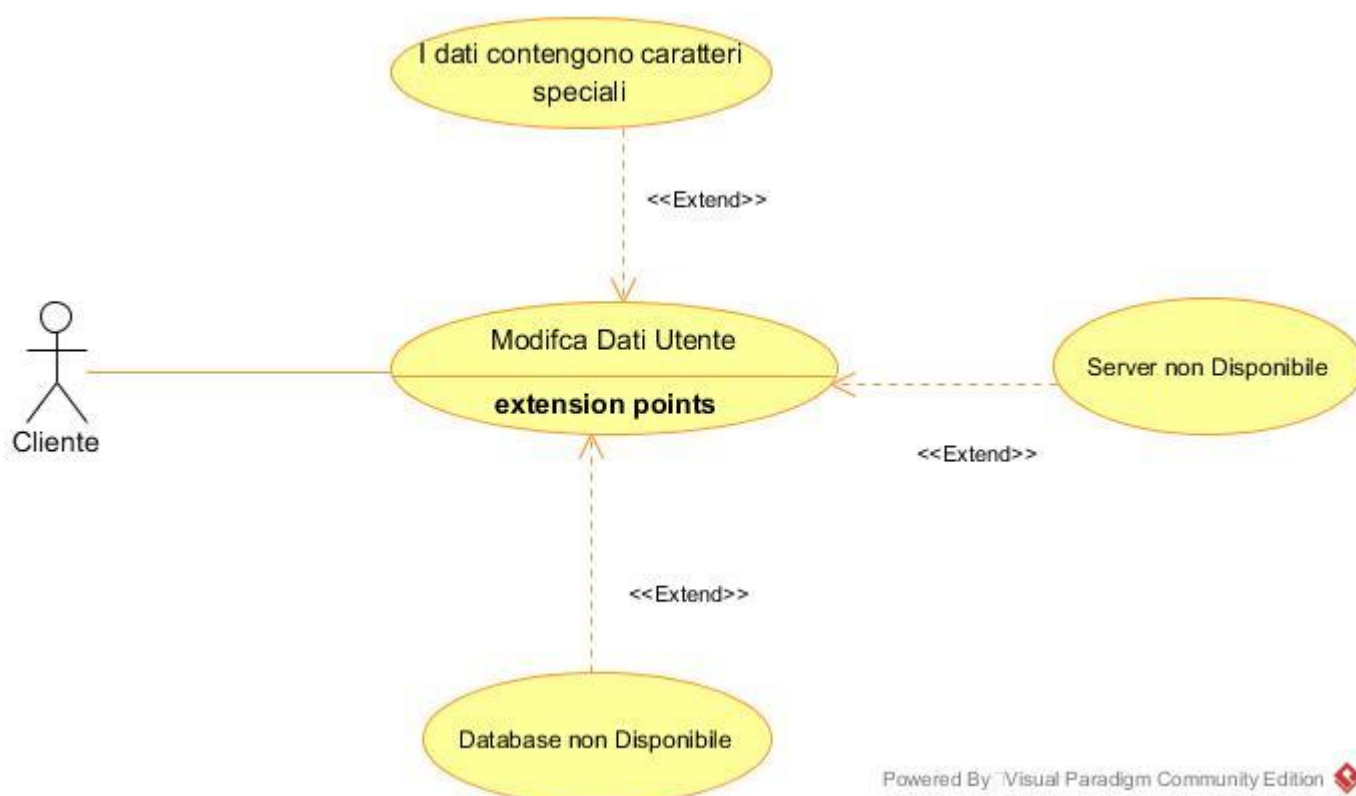 I dati contengono caratteri
speciali
<<Extend>>
Modifca Dati Utente
extension points
Server non Disponibile
Cliente
<<Extend>>
<<Extend>>
Database non Disponibile
Powered By Visual Paradigm Community Edition